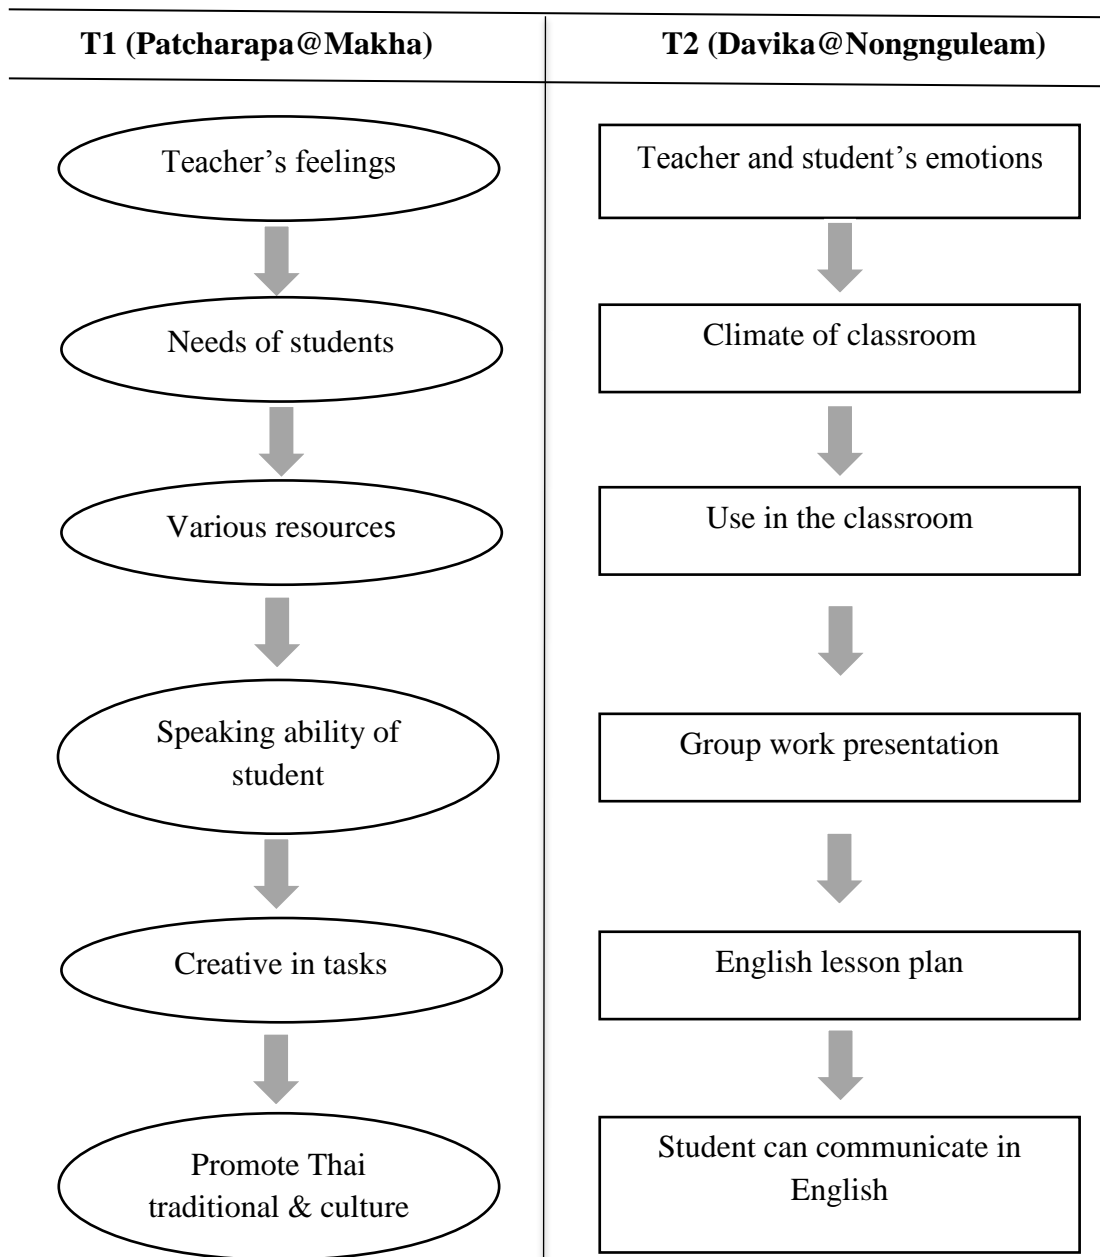 T1 (Patcharapa@Makha)
T2 (Davika@Nongnguleam)
Teacher’s feelings
Needs of students
Various resources
Speaking ability of
student
Creative in tasks
Promote Thai
traditional & culture
Teacher and student’s emotions
Climate of classroom
Use in the classroom
Group work presentation
English lesson plan
Student can communicate in
English